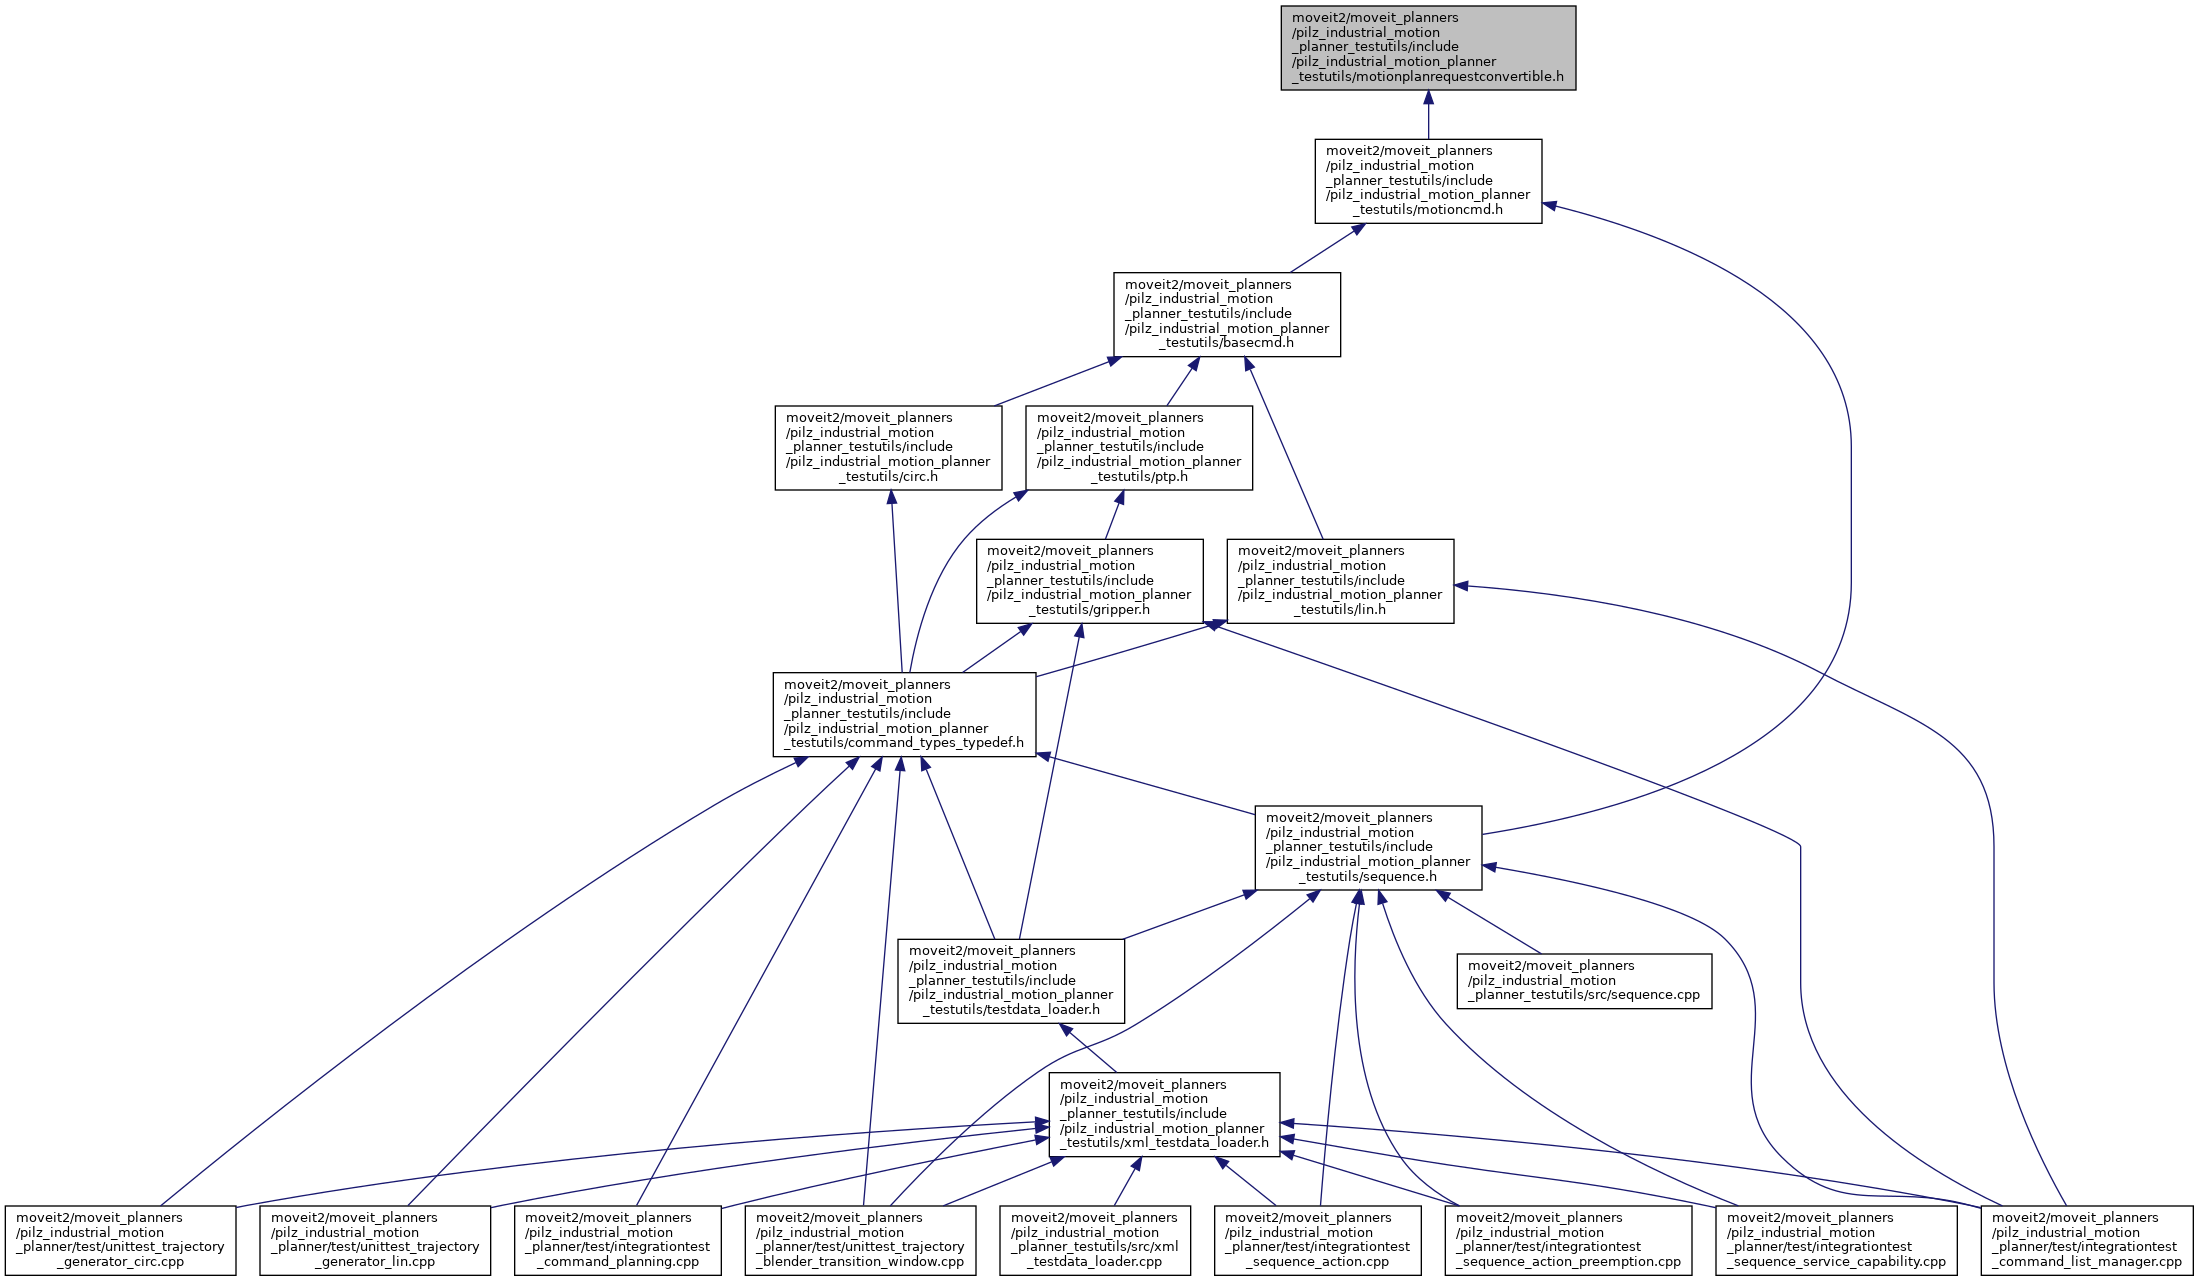 moveit2/moveit_planners
/pilz_industrial_motion
_planner_testutils/include
/pilz_industrial_motion_planner
_testutils/motionplanrequestconvertible.h
moveit2/moveit_planners
/pilz_industrial_motion
_planner_testutils/include
/pilz_industrial_motion_planner
_testutils/motioncmd.h
moveit2/moveit_planners
/pilz_industrial_motion
_planner_testutils/include
/pilz_industrial_motion_planner
_testutils/basecmd.h
moveit2/moveit_planners
/pilz_industrial_motion
_planner_testutils/include
/pilz_industrial_motion_planner
_testutils/circ.h
moveit2/moveit_planners
/pilz_industrial_motion
_planner_testutils/include
/pilz_industrial_motion_planner
_testutils/ptp.h
moveit2/moveit_planners
/pilz_industrial_motion
_planner_testutils/include
/pilz_industrial_motion_planner
_testutils/gripper.h
moveit2/moveit_planners
/pilz_industrial_motion
_planner_testutils/include
/pilz_industrial_motion_planner
_testutils/lin.h
moveit2/moveit_planners
/pilz_industrial_motion
_planner_testutils/include
/pilz_industrial_motion_planner
_testutils/command_types_typedef.h
moveit2/moveit_planners
/pilz_industrial_motion
_planner_testutils/include
/pilz_industrial_motion_planner
_testutils/sequence.h
moveit2/moveit_planners
/pilz_industrial_motion
_planner_testutils/include
/pilz_industrial_motion_planner
_testutils/testdata_loader.h
moveit2/moveit_planners
/pilz_industrial_motion
_planner_testutils/src/sequence.cpp
moveit2/moveit_planners
/pilz_industrial_motion
_planner_testutils/include
/pilz_industrial_motion_planner
_testutils/xml_testdata_loader.h
moveit2/moveit_planners
/pilz_industrial_motion
_planner/test/unittest_trajectory
_generator_circ.cpp
moveit2/moveit_planners
/pilz_industrial_motion
_planner/test/unittest_trajectory
_generator_lin.cpp
moveit2/moveit_planners
/pilz_industrial_motion
_planner/test/integrationtest
_command_planning.cpp
moveit2/moveit_planners
/pilz_industrial_motion
_planner/test/unittest_trajectory
_blender_transition_window.cpp
moveit2/moveit_planners
/pilz_industrial_motion
_planner_testutils/src/xml
_testdata_loader.cpp
moveit2/moveit_planners
/pilz_industrial_motion
_planner/test/integrationtest
_sequence_action.cpp
moveit2/moveit_planners
/pilz_industrial_motion
_planner/test/integrationtest
_sequence_action_preemption.cpp
moveit2/moveit_planners
/pilz_industrial_motion
_planner/test/integrationtest
_sequence_service_capability.cpp
moveit2/moveit_planners
/pilz_industrial_motion
_planner/test/integrationtest
_command_list_manager.cpp